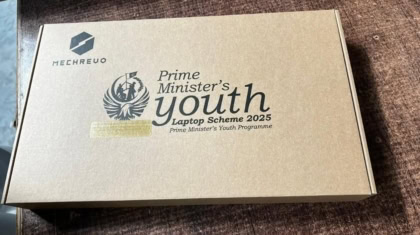 MECHREVO
Prime
Minister's
youth
Laptop Scheme 2025
Prime Minister's Youth Programme